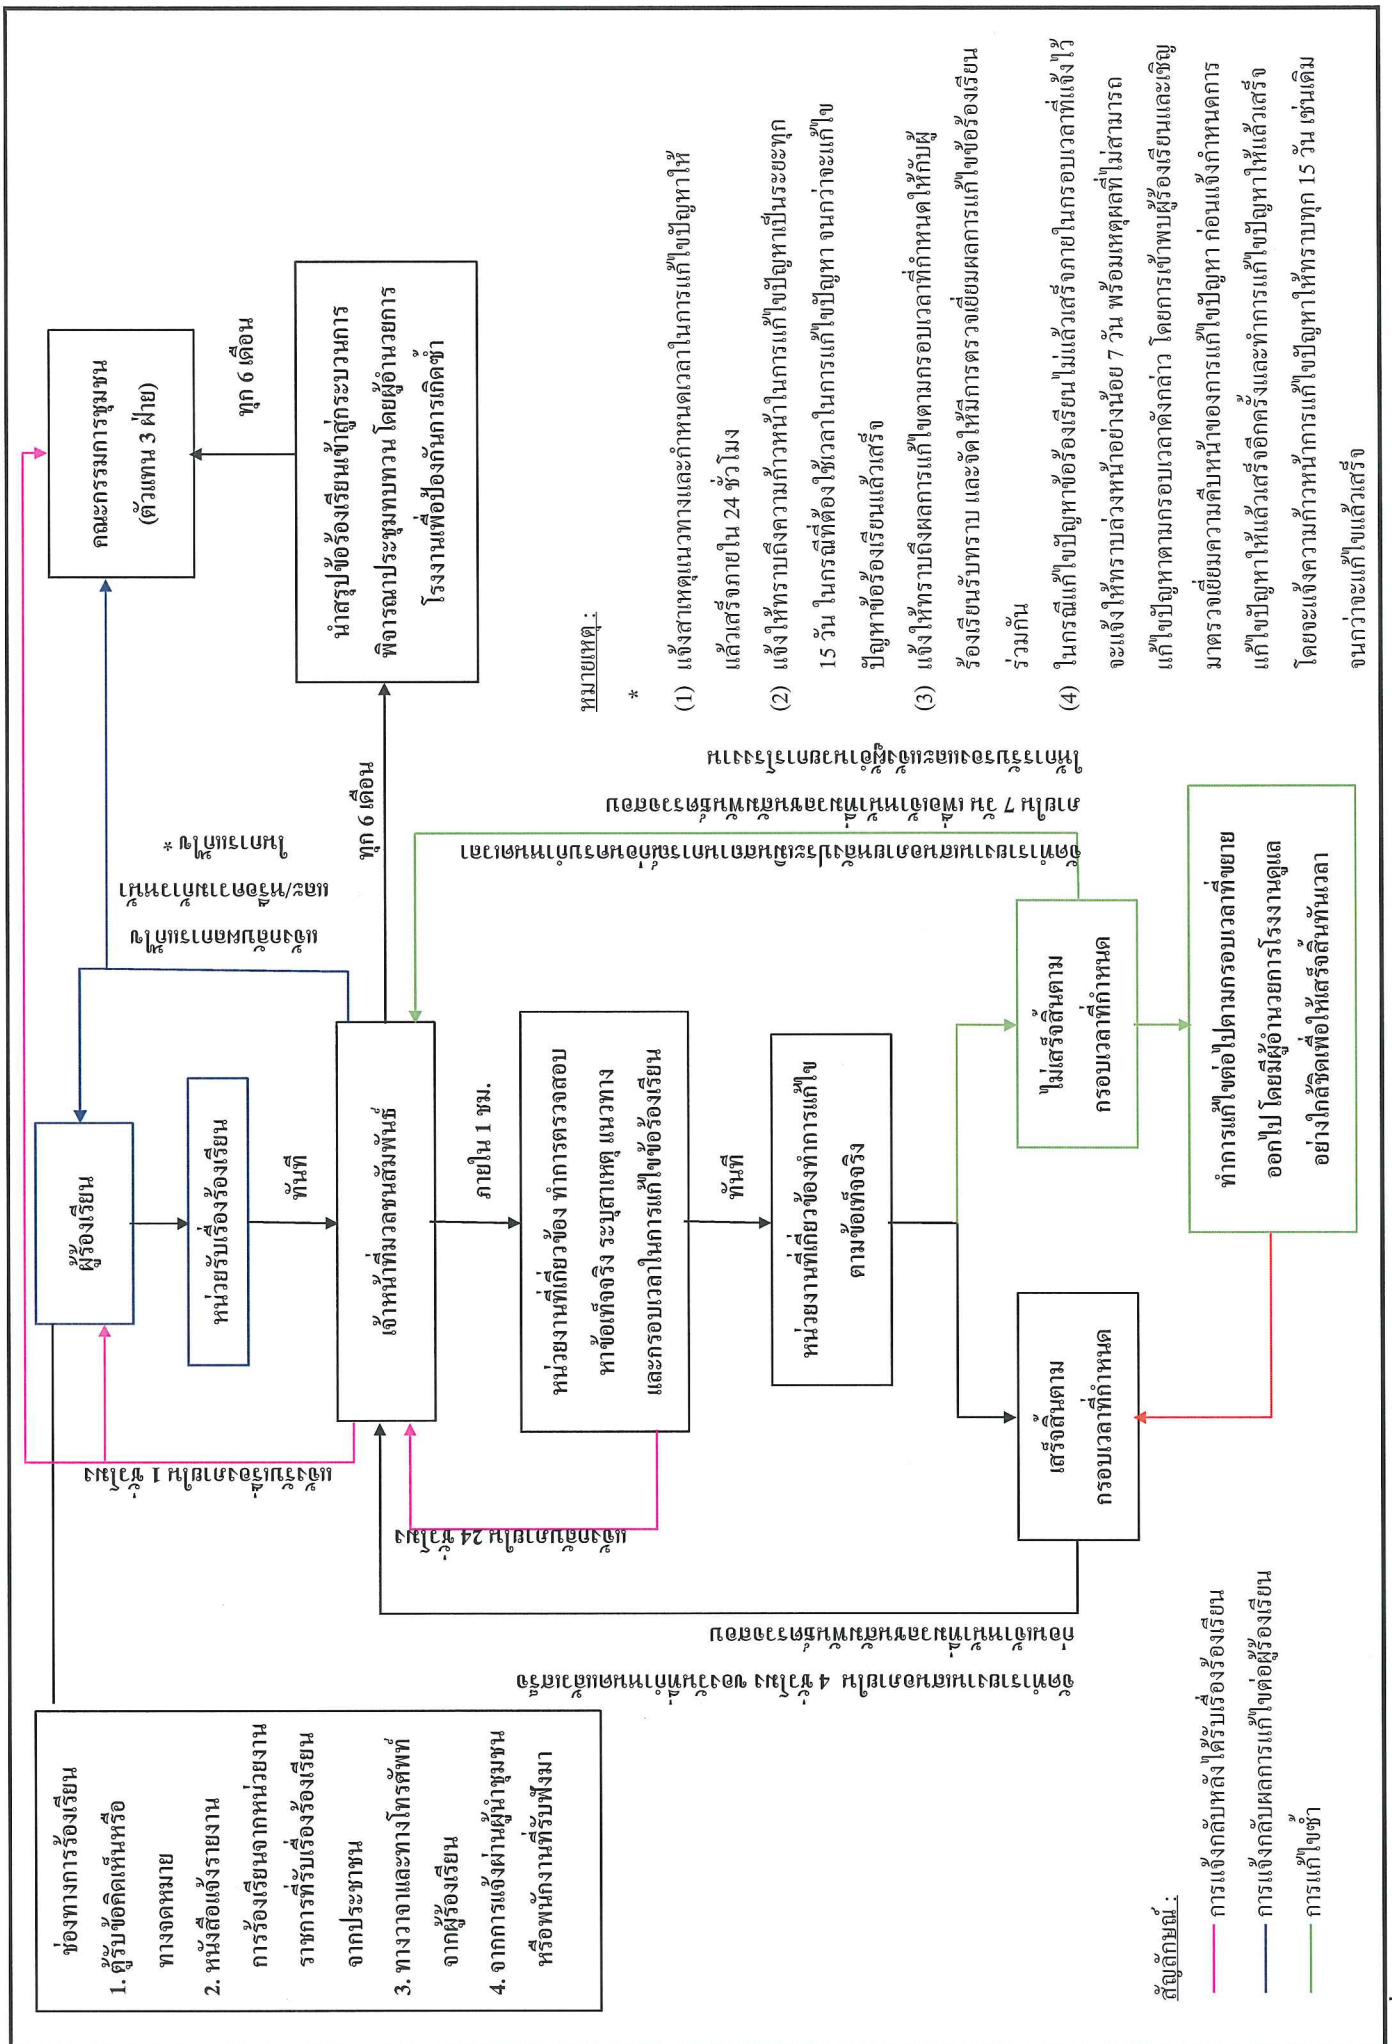 ช่องทางการร้องเรียน
1. ตู้รับข้อคิดเห็นหรือ
ทางจดหมาย
2. หนังสือแจ้งรายงาน
การร้องเรียนจากหน่วยงาน
ราชการที่รับเรื่องร้องเรียน
จากประชาชน
3. ทางวาจาและทางโทรศัพท์
จากผู้ร้องเรียน
4. จากการแจ้งผ่านผู้นำชุมชน
หรือพนักงานที่รับฟังมา
ผู้ร้องเรียน
หน่วยรับเรื่องร้องเรียน
ทันที
เจ้าหน้าที่มวลชนสัมพันธ์
แจ้งรับเรื่องภายใน 1 ชั่วโมง
แจ้งกลับผลการแก้ไข
และ/หรือความก้าวหน้า
ในการแก้ไข *
คณะกรรมการชุมชน
(ตัวแทน 3 ฝ่าย)
ทุก 6 เดือน
นำสรุปข้อร้องเรียนเข้าสู่กระบวนการ
พิจารณาประชุมทบทวน โดยผู้อำนวยการ
โรงงานเพื่อป้องกันการเกิดซ้ำ
ทุก 6 เดือน
ภายใน 1 ชม.
หน่วยงานที่เกี่ยวข้อง ทำการตรวจสอบ
หาข้อเท็จจริง ระบุสาเหตุ แนวทาง
และกรอบเวลาในการแก้ไขข้อร้องเรียน
แจ้งกลับภายใน 24 ชั่วโมง
ทันที
หน่วยงานที่เกี่ยวข้องทำการแก้ไข
ตามข้อเท็จจริง
เสร็จสิ้นตาม
กรอบเวลาที่กำหนด
ไม่เสร็จสิ้นตาม
กรอบเวลาที่กำหนด
ทำการแก้ไขต่อไปตามกรอบเวลาที่ขยาย
ออกไป โดยมีผู้อำนวยการโรงงานดูแล
อย่างใกล้ชิดเพื่อให้เสร็จสิ้นทันเวลา
จัดทำรายงานเสนอภายใน 4 ชั่วโมง ของวันที่กำหนดแล้วเสร็จ
ก่อนเจ้าหน้าที่มวลชนสัมพันธ์ตรวจสอบ
จัดทำรายงานเสนอภายหลังประเมินสถานการณ์ก่อนครบกำหนดเวลา
ภายใน 7 วัน เพื่อเจ้าหน้าที่มวลชนสัมพันธ์ตรวจสอบ
ให้การรับรองและแจ้งผู้อำนวยการโรงงาน
หมายเหตุ :
*
(1) แจ้งสาเหตุแนวทางและกำหนดเวลาในการแก้ไขปัญหาให้
แล้วเสร็จภายใน 24 ชั่วโมง
(2) แจ้งให้ทราบถึงความก้าวหน้าในการแก้ไขปัญหาเป็นระยะทุก
15 วัน ในกรณีที่ต้องใช้เวลาในการแก้ไขปัญหา จนกว่าจะแก้ไข
ปัญหาข้อร้องเรียนแล้วเสร็จ
(3) แจ้งให้ทราบถึงผลการแก้ไขตามกรอบเวลาที่กำหนดให้กับผู้
ร้องเรียนรับทราบ และจัดให้มีการตรวจเยี่ยมผลการแก้ไขข้อร้องเรียน
ร่วมกัน
(4) ในกรณีแก้ไขปัญหาข้อร้องเรียนไม่แล้วเสร็จภายในกรอบเวลาที่แจ้งไว้
จะแจ้งให้ทราบล่วงหน้าอย่างน้อย 7 วัน พร้อมเหตุผลที่ไม่สามารถ
แก้ไขปัญหาตามกรอบเวลาดังกล่าว โดยการเข้าพบผู้ร้องเรียนและเชิญ
มาตรวจเยี่ยมความคืบหน้าของการแก้ไขปัญหา ก่อนแจ้งกำหนดการ
แก้ไขปัญหาให้แล้วเสร็จอีกครั้งและทำการแก้ไขปัญหาให้แล้วเสร็จ
โดยจะแจ้งความก้าวหน้าการแก้ไขปัญหาให้ทราบทุก 15 วัน เช่นเดิม
จนกว่าจะแก้ไขแล้วเสร็จ
สัญลักษณ์ :
การแจ้งกลับหลังได้รับเรื่องร้องเรียน
การแจ้งกลับผลการแก้ไขต่อผู้ร้องเรียน
การแก้ไขซ้ำ